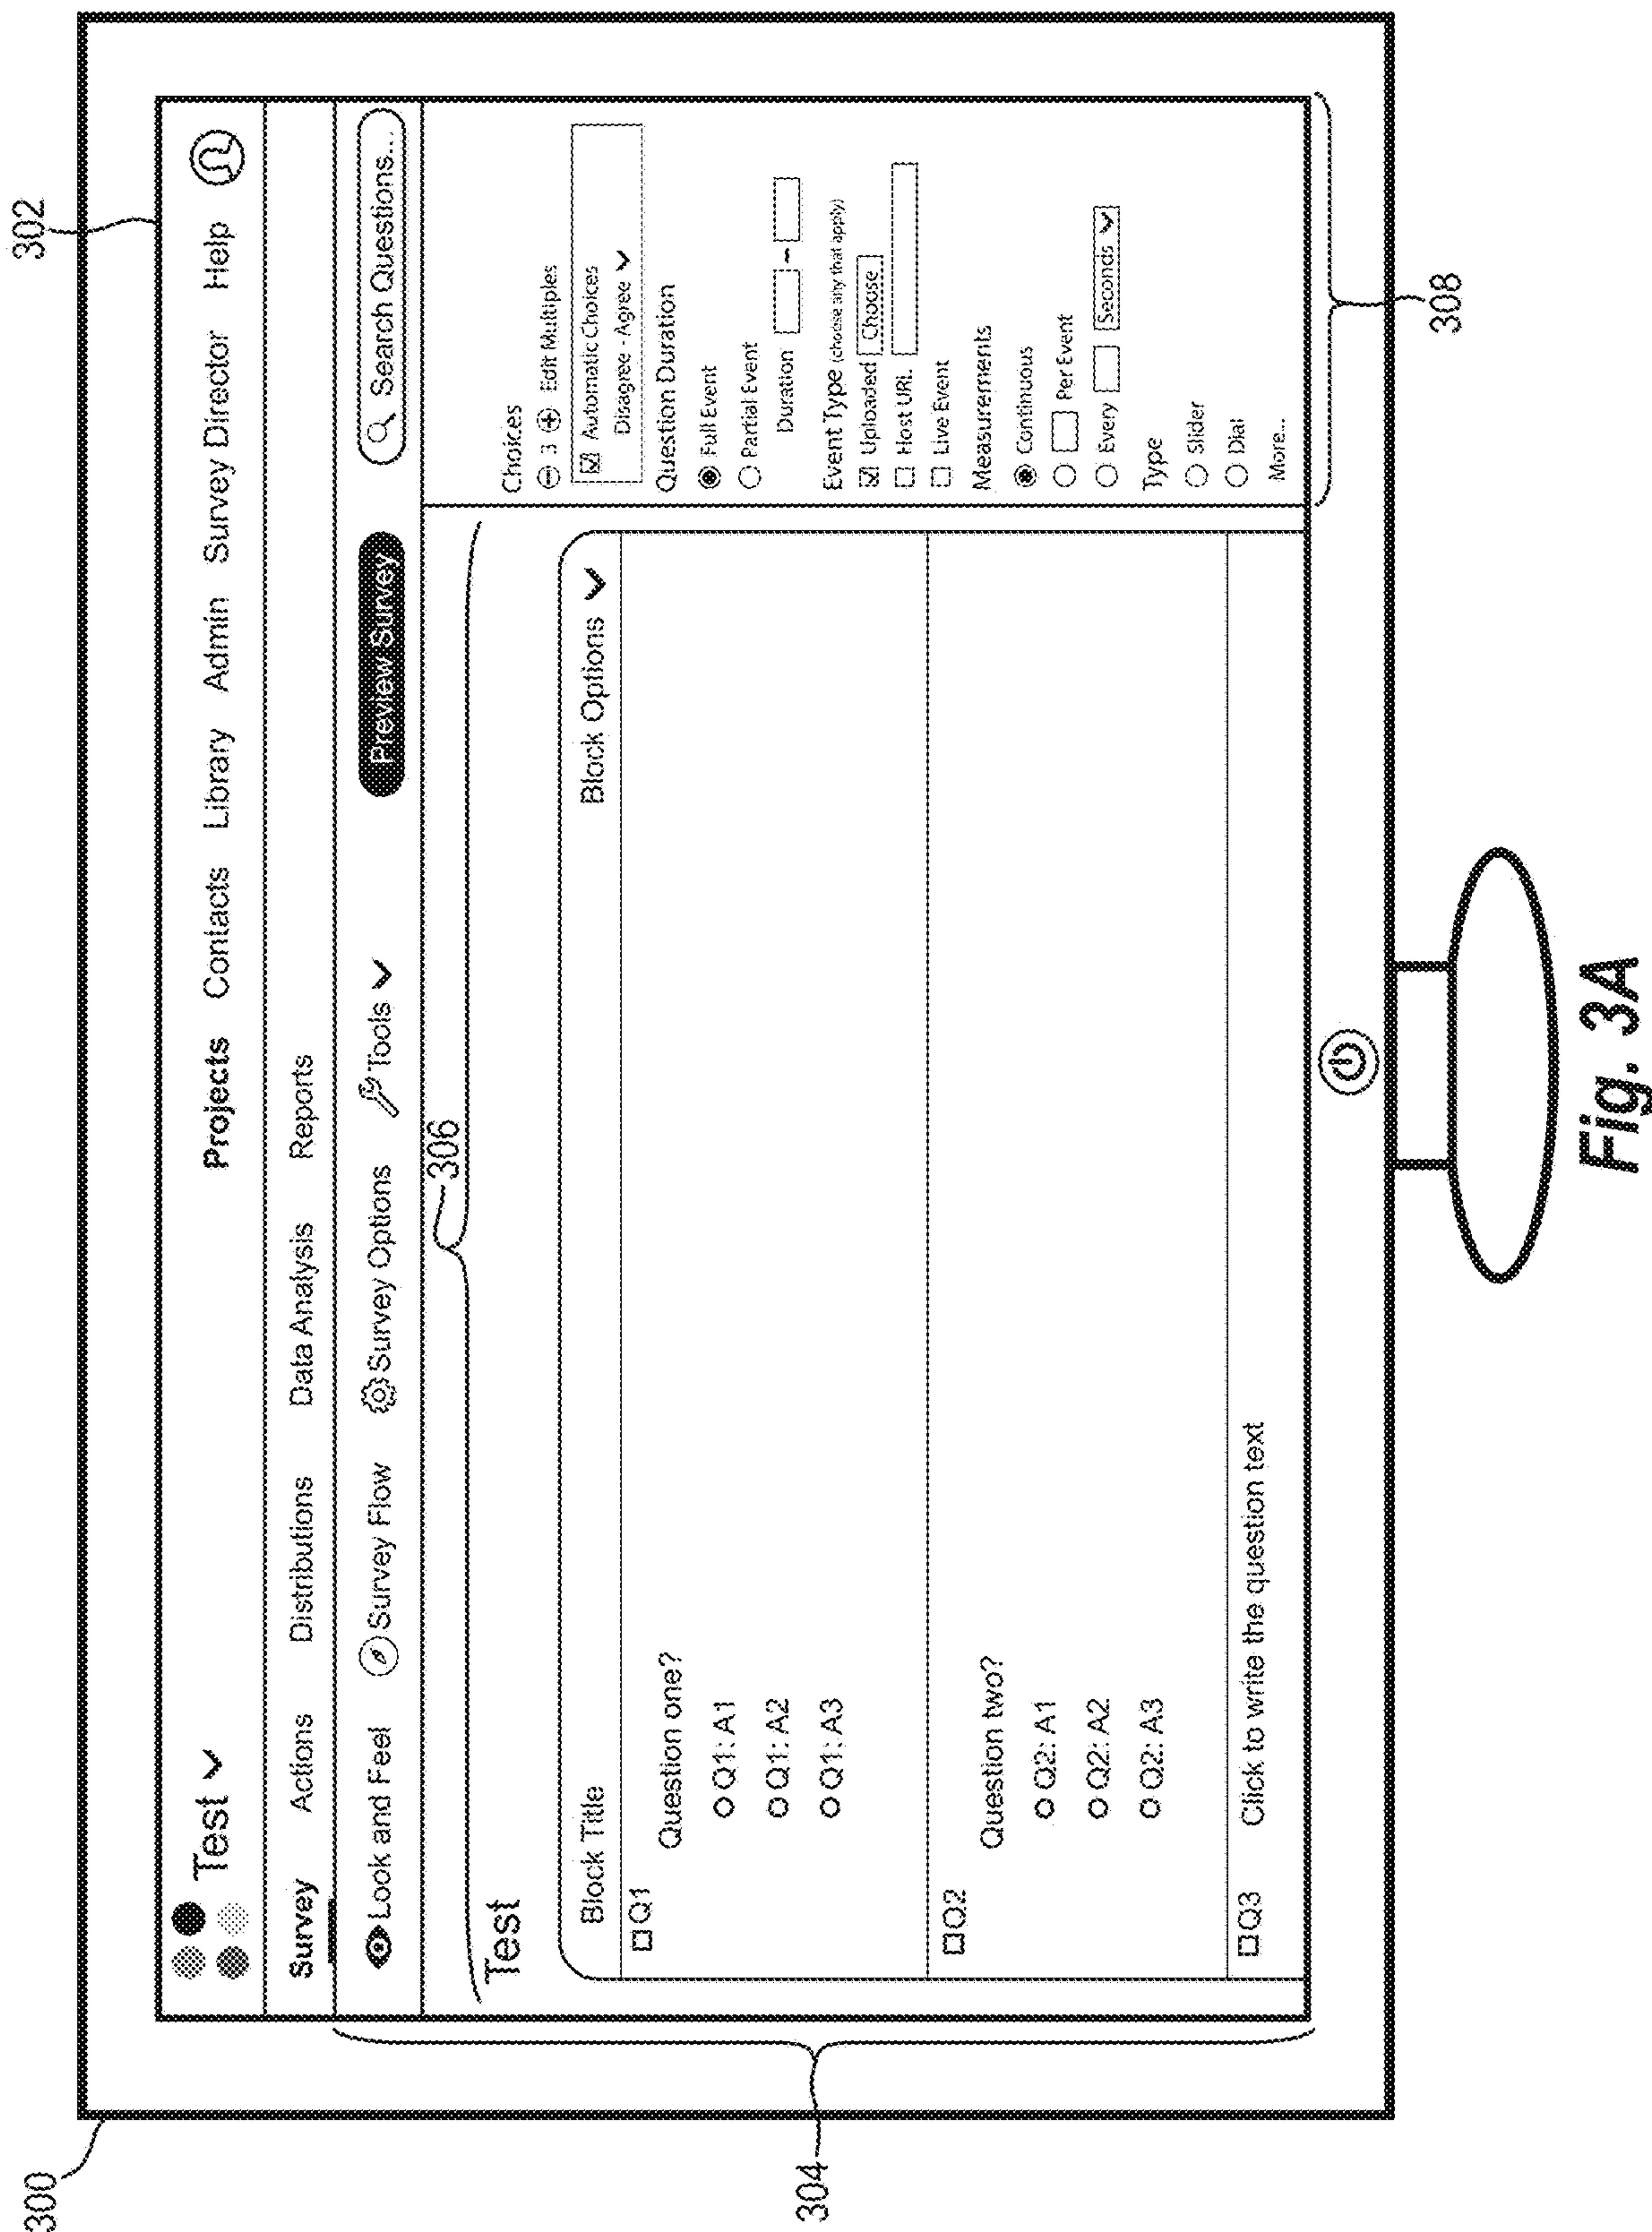 300
302
Test
Projects Contacts Library Admin Survey Director Help
Survey Actions Distributions Data Analysis Reports
Look and Feel Survey Flow Survey Options Tools Preview Survey Search Questions...
306
Test
Block Title Block Options
Q1
Question one?
Q1: A1
Q1: A2
Q1: A3
Q2
Question two?
Q2: A1
Q2: A2
Q2: A3
Q3 Click to write the question text
Choices
3 Edit Multiples
Automatic Choices
Disagree - Agree
Question Duration
Full Event
Partial Event
Duration -
Event Type (choose any that apply)
Uploaded Choose
Host URL
Live Event
Measurements
Continuous
Per Event
Every Seconds
Type
Slider
Dial
More...
304
308
Fig. 3A